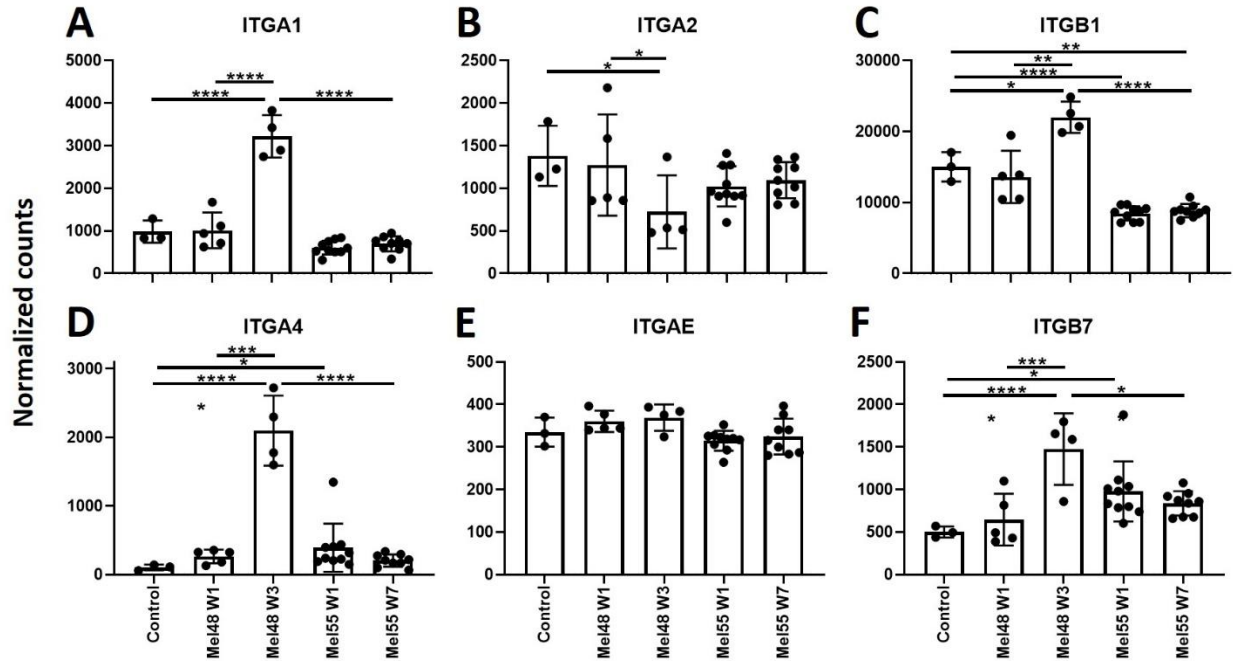 A
ITGA1
B
ITGA2
C
ITGB1
Normalized counts
5000
4000
3000
2000
1000
0
****
****
****
2500
2000
1500
1000
500
0
*
*
30000
20000
10000
0
**
**
****
*
****
D
ITGA4
E
ITGAE
F
ITGB7
3000
2000
1000
0
***
*
****
****
*
500
400
300
200
100
0
2500
2000
1500
1000
500
0
***
*
****
*
*
*
Control
Mel48 W1
Mel48 W3
Mel55 W1
Mel55 W7
Control
Mel48 W1
Mel48 W3
Mel55 W1
Mel55 W7
Control
Mel48 W1
Mel48 W3
Mel55 W1
Mel55 W7